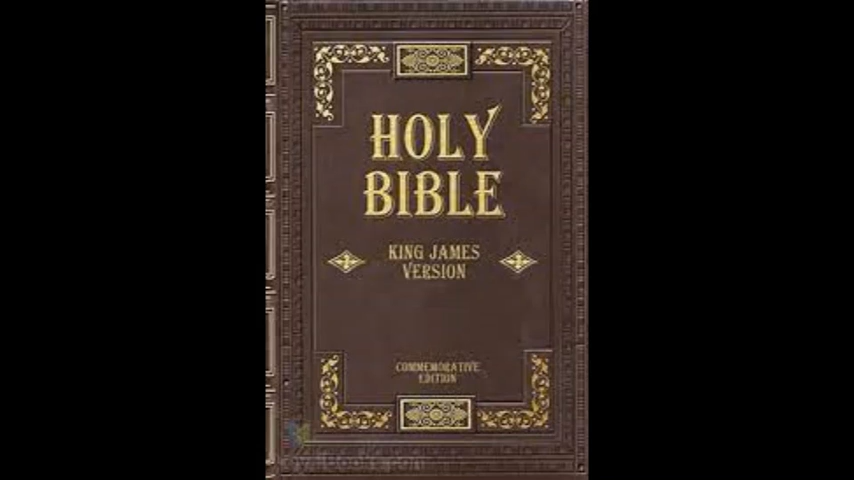 HOLY
BIBLE
KING JAMES
VERSION
COMMEMORATIVE
EDITION